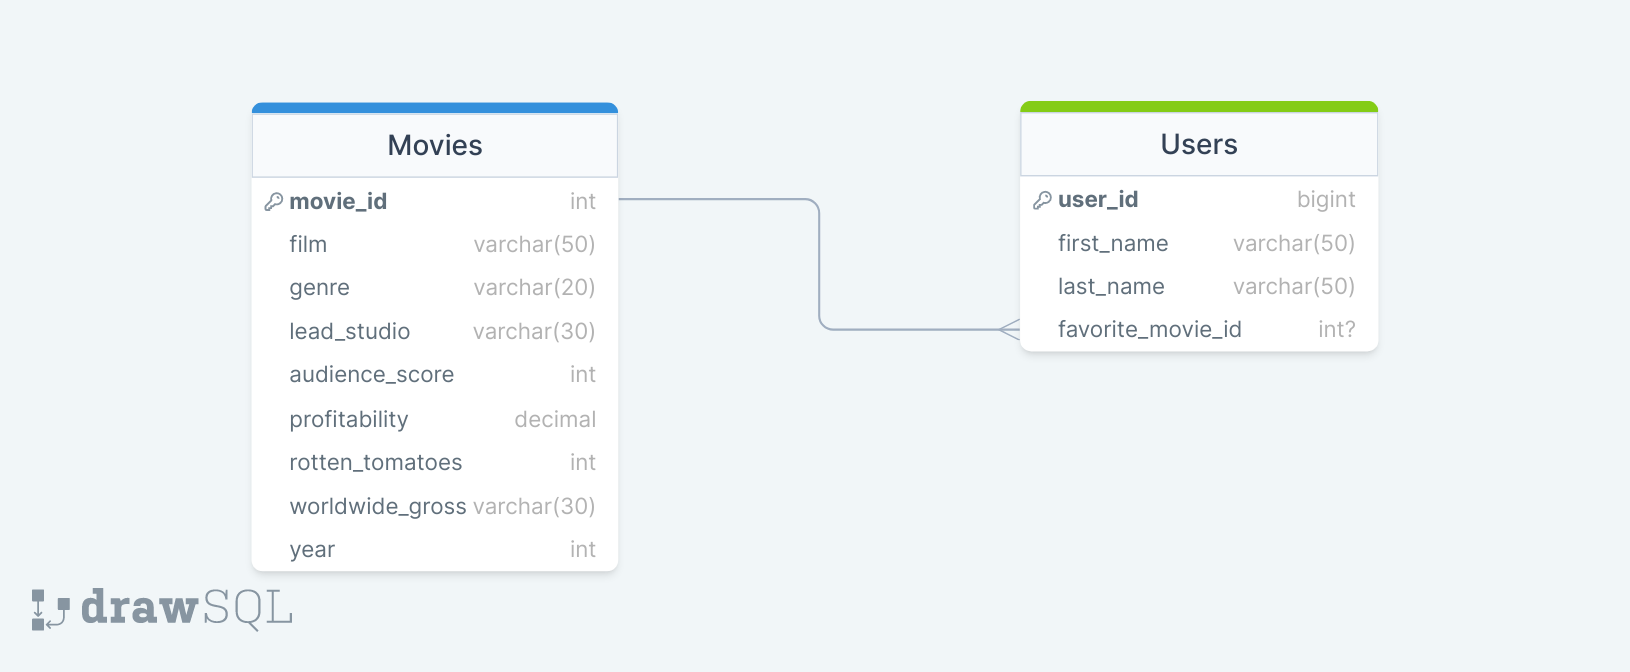 Movies
movie_id int
film varchar(50)
genre varchar(20)
lead_studio varchar(30)
audience_score int
profitability decimal
rotten_tomatoes int
worldwide_gross varchar(30)
year int
Users
user_id bigint
first_name varchar(50)
last_name varchar(50)
favorite_movie_id int?
drawSQL